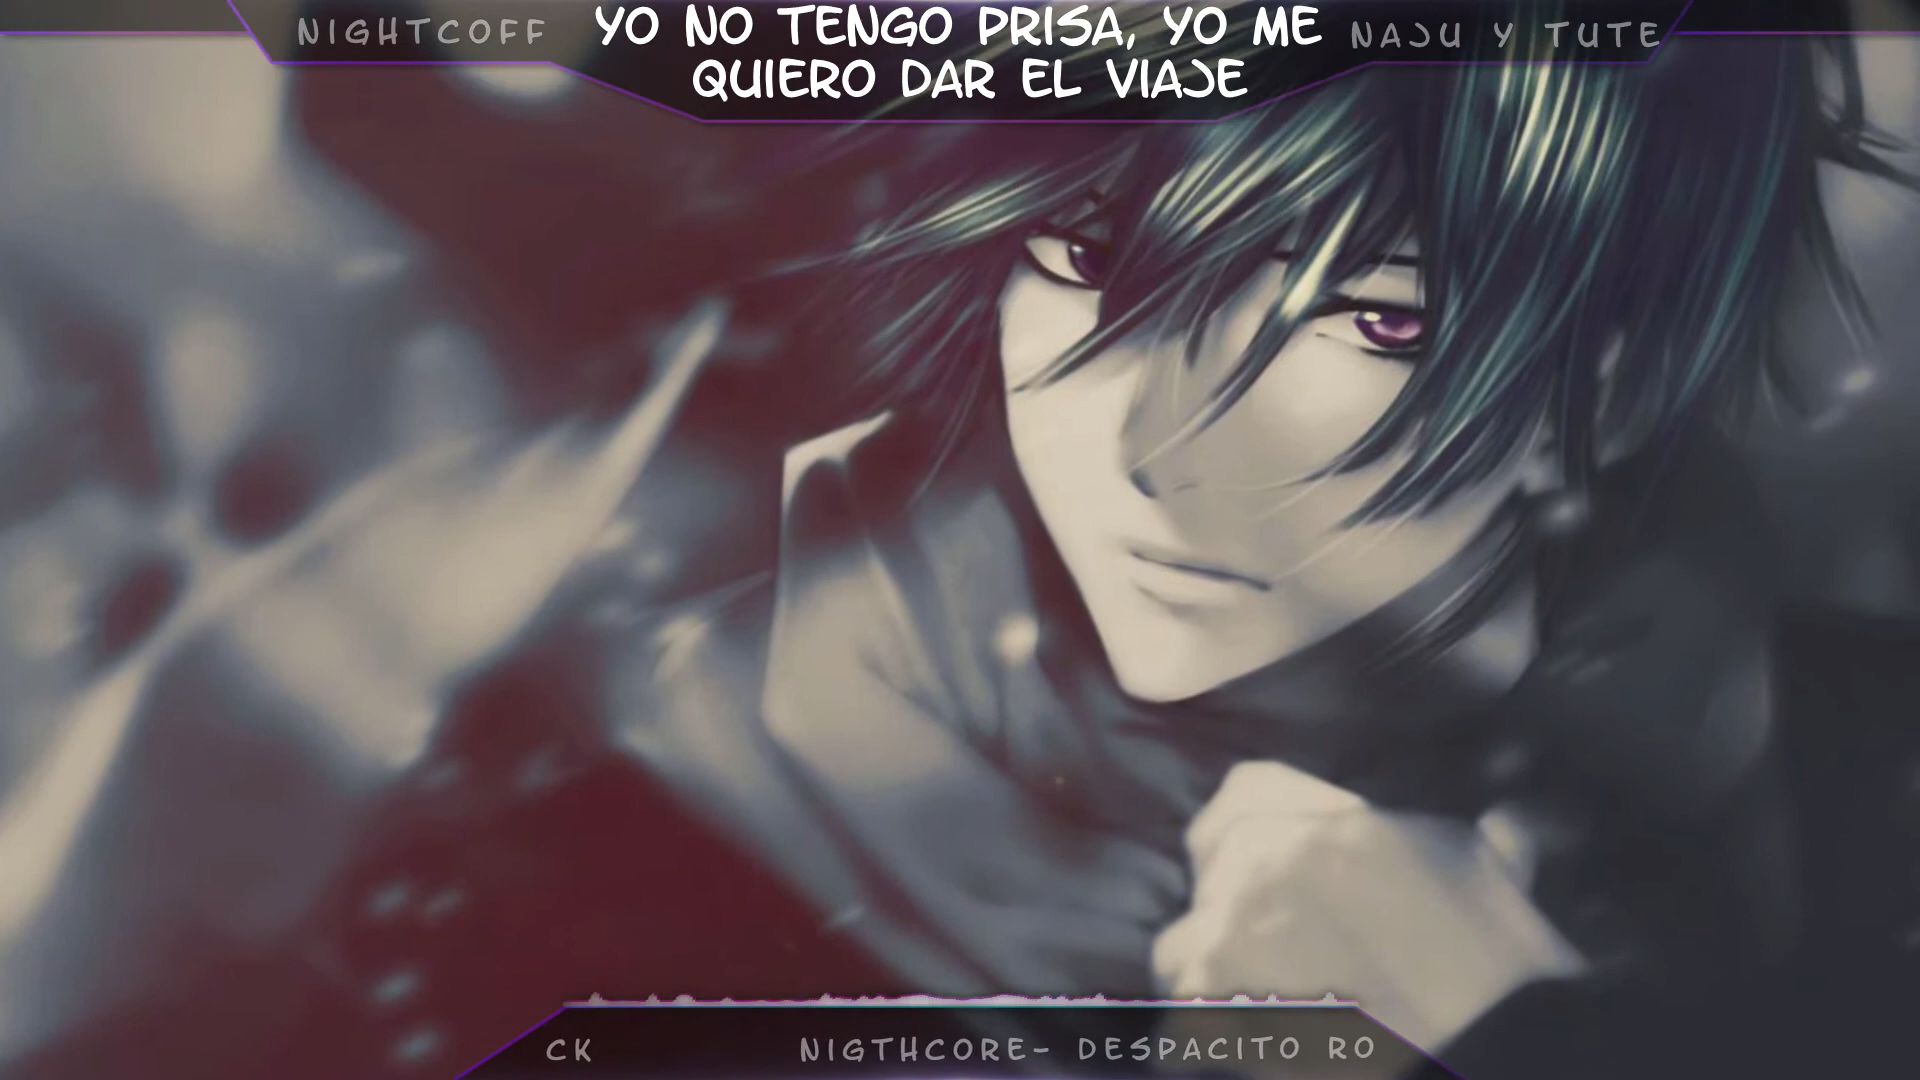 NIGHTCOFF
YO NO TENGO PRISA, YO ME
QUIERO DAR EL VIAJE
NAJU Y TUTE
CK
NIGTHCORE- DESPACITO RO